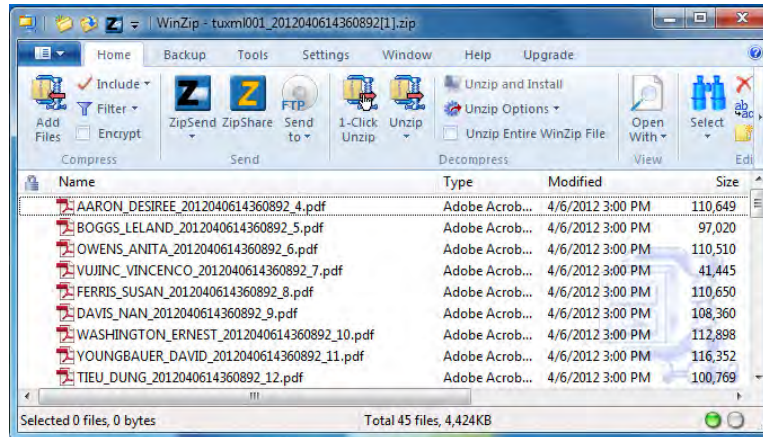 WinZip - tuxml001_2012040614360892[1].zip
Home Backup Tools Settings Window Help Upgrade
Add Files Include Filter Encrypt ZipSend ZipShare FTP Send to 1-Click Unzip Unzip Unzip and Install Unzip Options Unzip Entire WinZip File Open With Select
Compress Send Decompress View Edi
Name Type Modified Size
AARON_DESIREE_2012040614360892_4.pdf Adobe Acrob... 4/6/2012 3:00 PM 110,649
BOGGS_LELAND_2012040614360892_5.pdf Adobe Acrob... 4/6/2012 3:00 PM 97,020
OWENS_ANITA_2012040614360892_6.pdf Adobe Acrob... 4/6/2012 3:00 PM 110,510
VUJINC_VINCENCO_2012040614360892_7.pdf Adobe Acrob... 4/6/2012 3:00 PM 41,445
FERRIS_SUSAN_2012040614360892_8.pdf Adobe Acrob... 4/6/2012 3:00 PM 110,650
DAVIS_NAN_2012040614360892_9.pdf Adobe Acrob... 4/6/2012 3:00 PM 108,360
WASHINGTON_ERNEST_2012040614360892_10.pdf Adobe Acrob... 4/6/2012 3:00 PM 112,898
YOUNGBAUER_DAVID_2012040614360892_11.pdf Adobe Acrob... 4/6/2012 3:00 PM 116,352
TIEU_DUNG_2012040614360892_12.pdf Adobe Acrob... 4/6/2012 3:00 PM 100,769
Selected 0 files, 0 bytes Total 45 files, 4,424KB